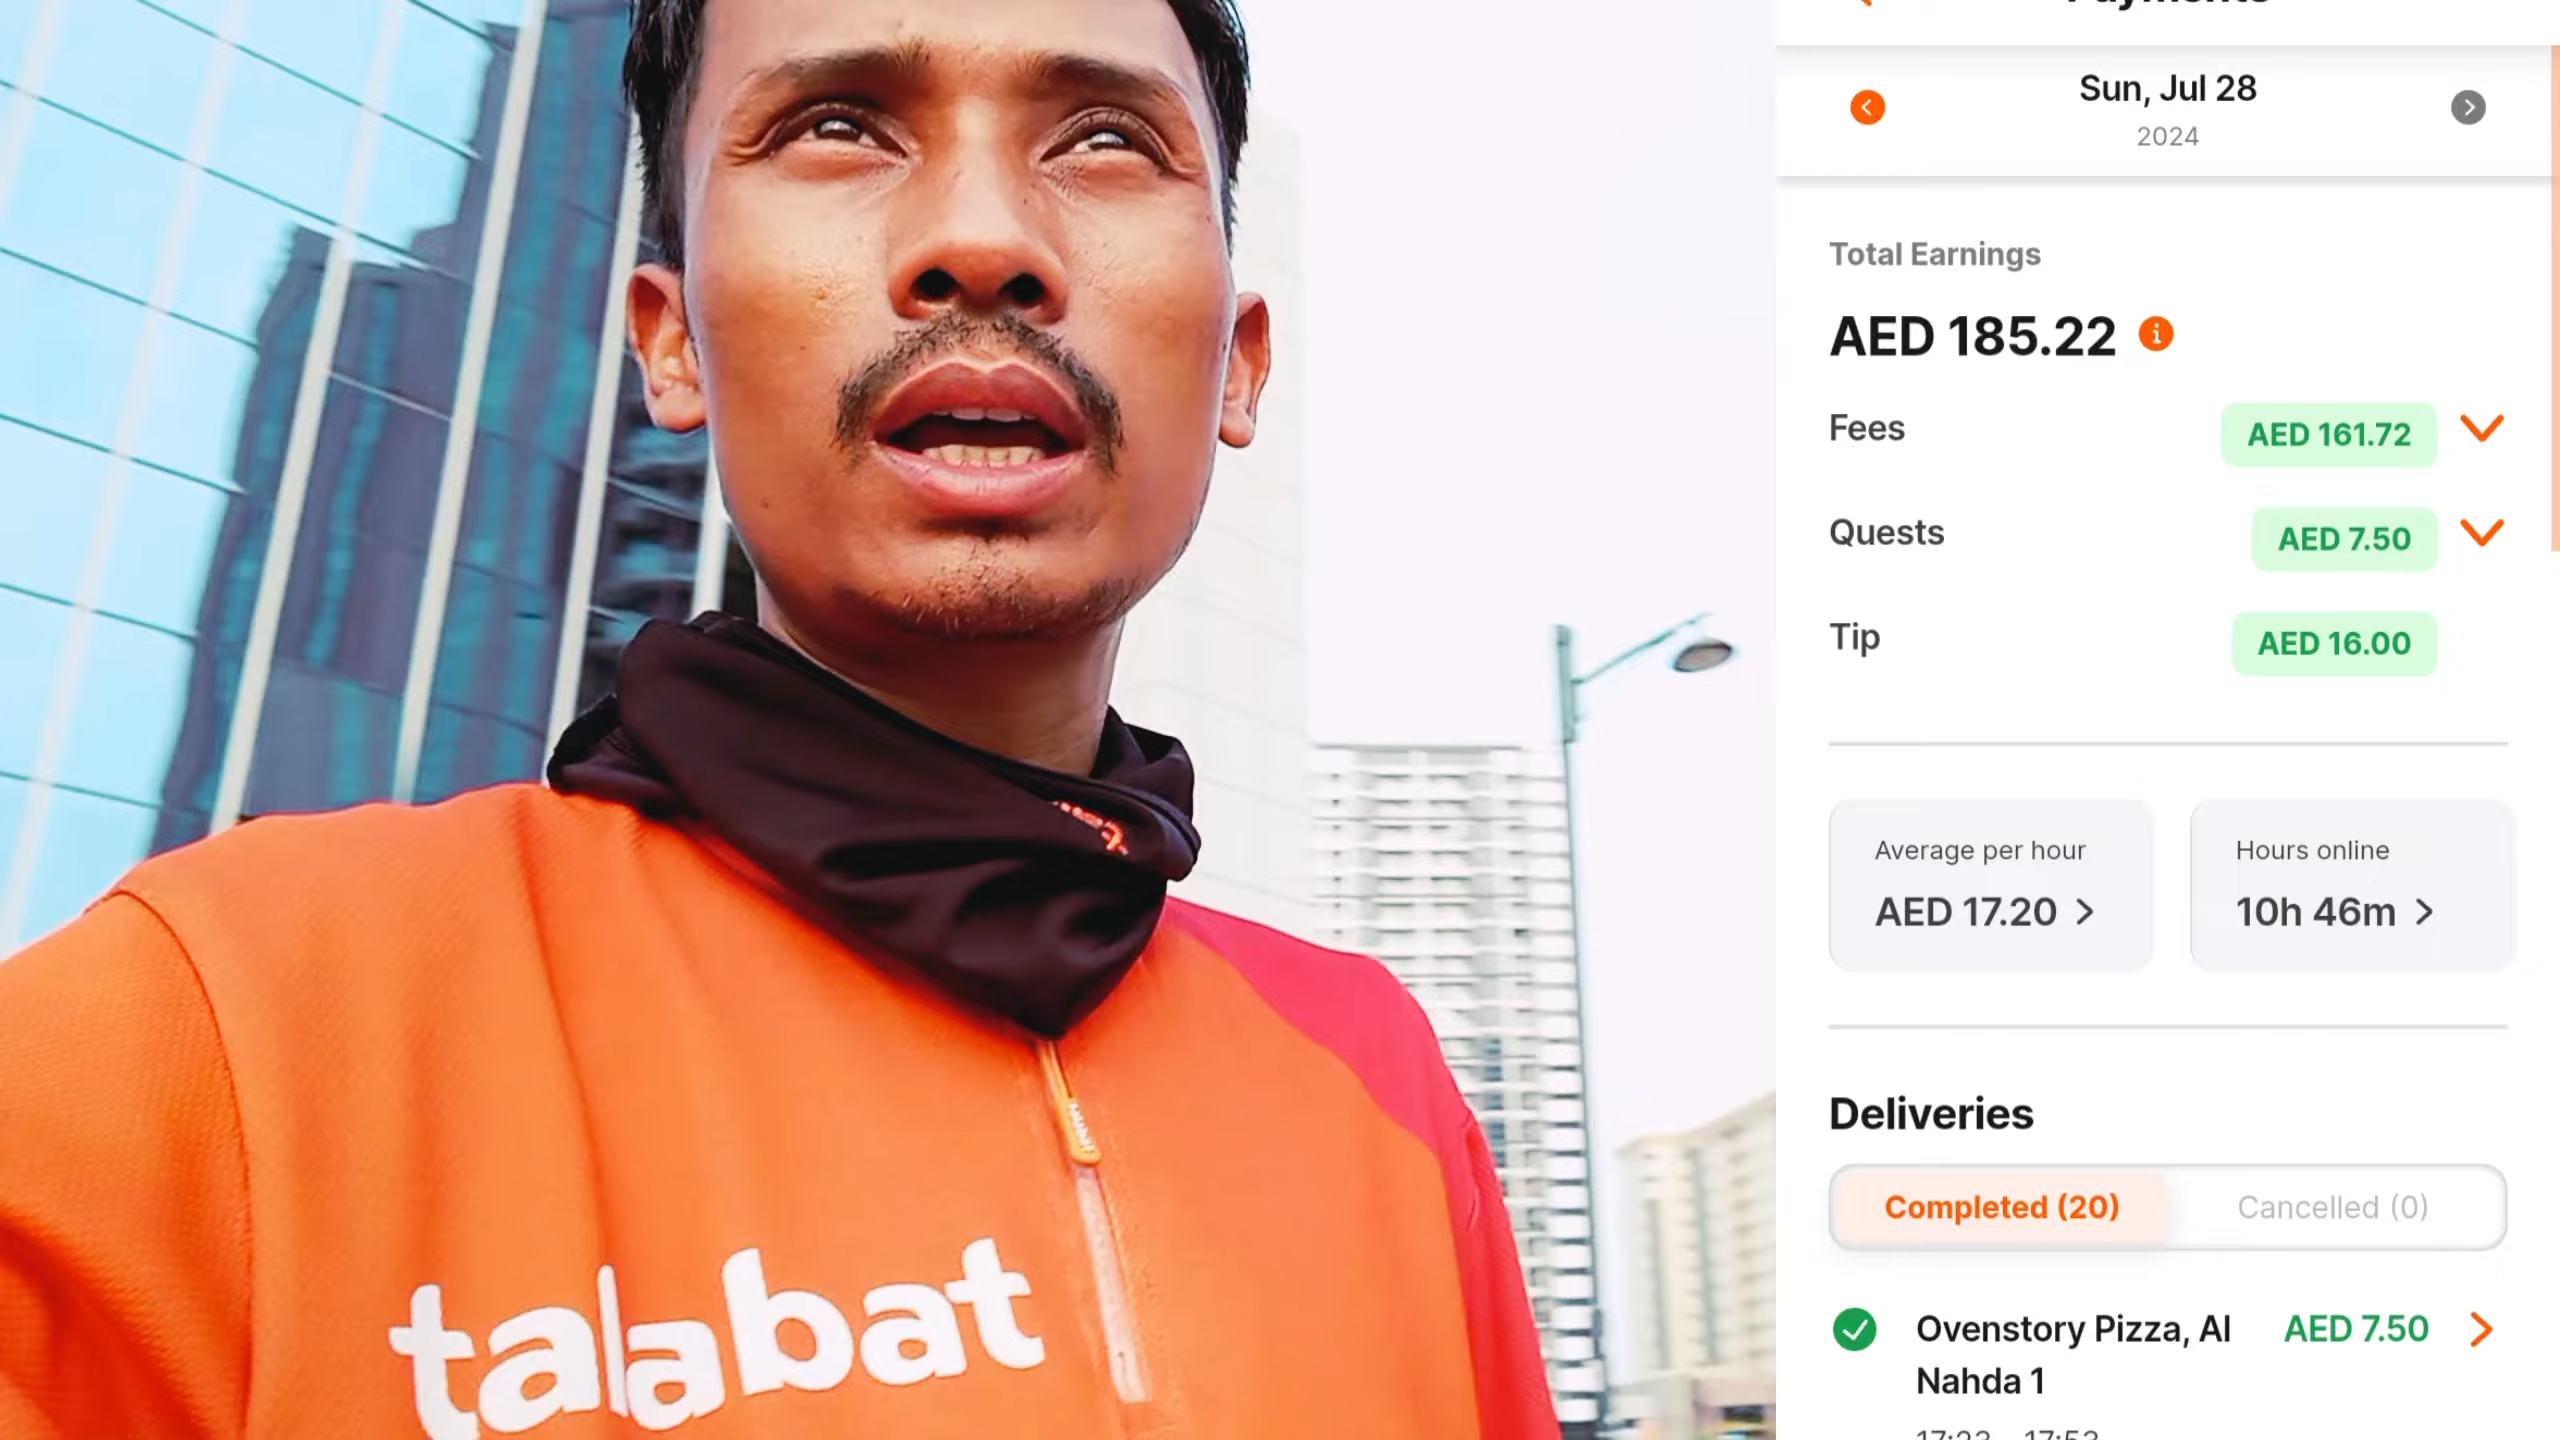 talabat
Payments
Sun, Jul 28
2024
Total Earnings
AED 185.22
Fees
AED 161.72
Quests
AED 7.50
Tip
AED 16.00
Average per hour
AED 17.20
Hours online
10h 46m
Deliveries
Completed (20)
Cancelled (0)
Ovenstory Pizza, Al
AED 7.50
Nahda 1